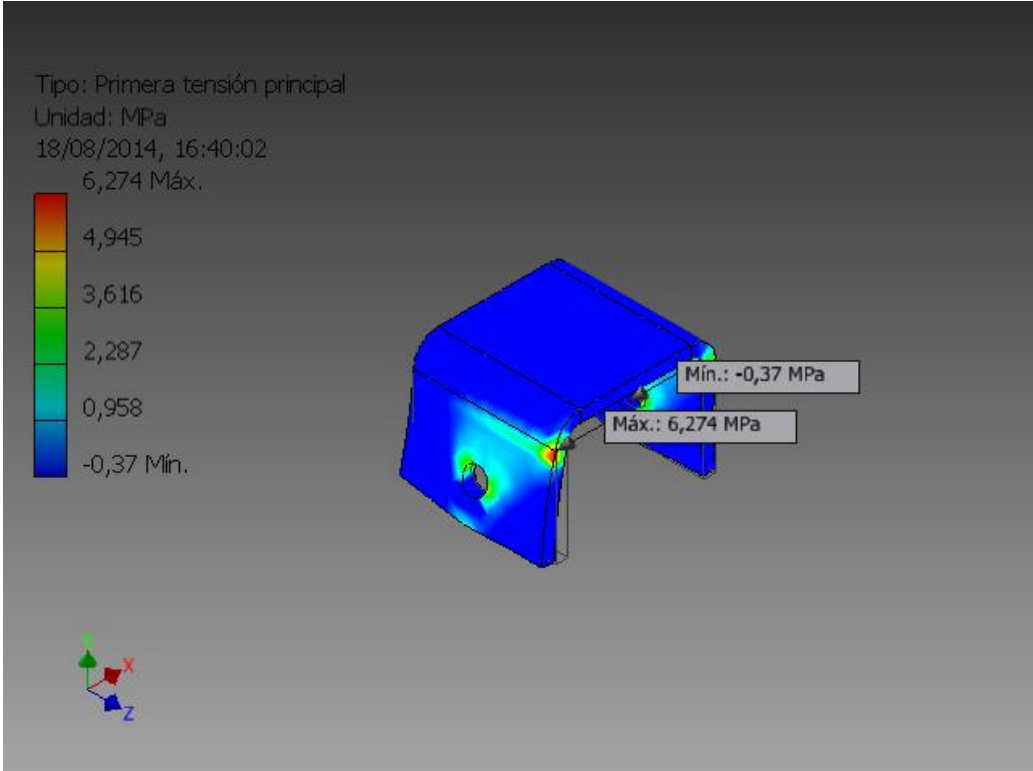 Tipo: Primera tensión principal
Unidad: MPa
18/08/2014, 16:40:02
6,274 Máx.
4,945
3,616
2,287
0,958
-0,37 Mín.
Mín.: -0,37 MPa
Máx.: 6,274 MPa
Y
X
Z